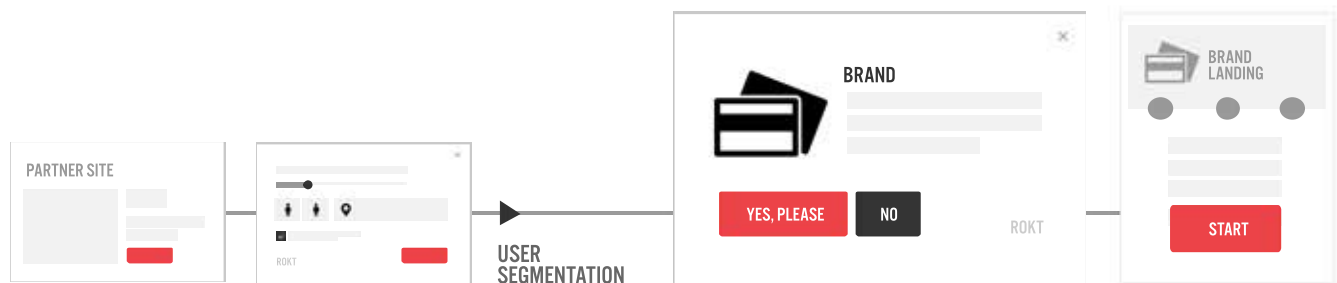 PARTNER SITE
ROKT
USER
SEGMENTATION
BRAND
YES, PLEASE
NO
ROKT
BRAND
LANDING
START